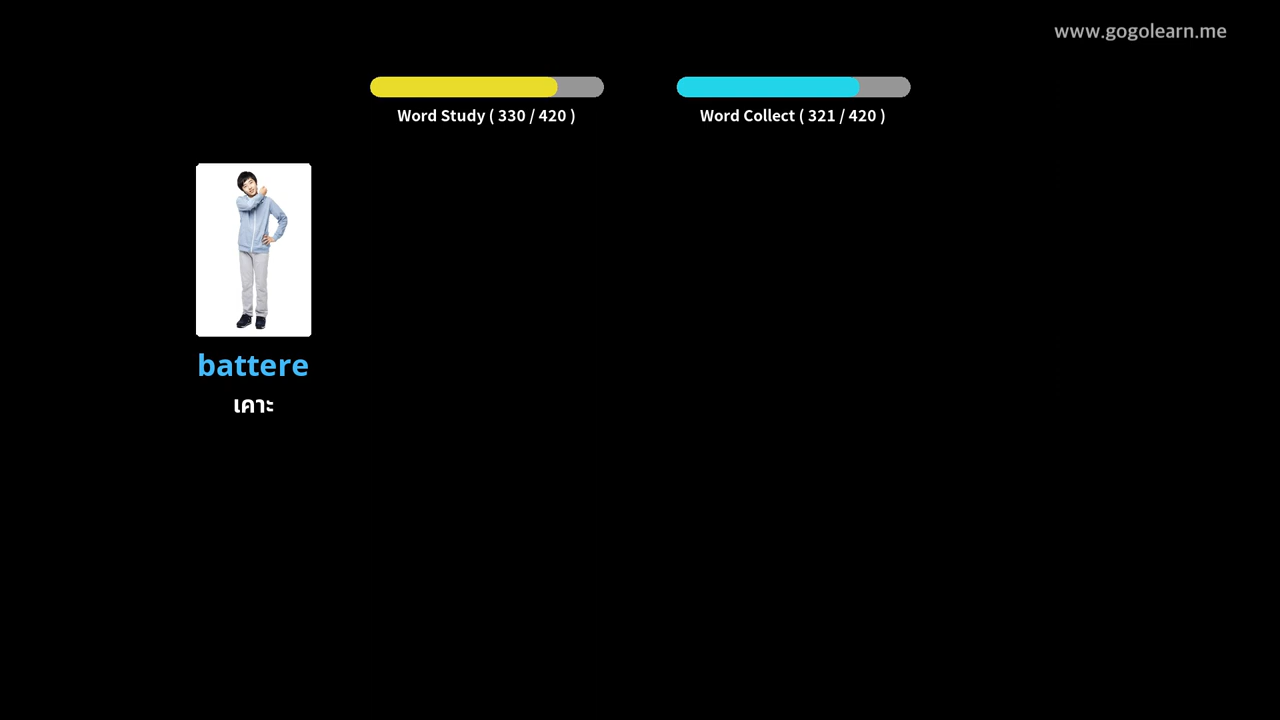 www.gogolearn.me
Word Study ( 330 / 420 )
Word Collect ( 321 / 420 )
battere
เคาะ